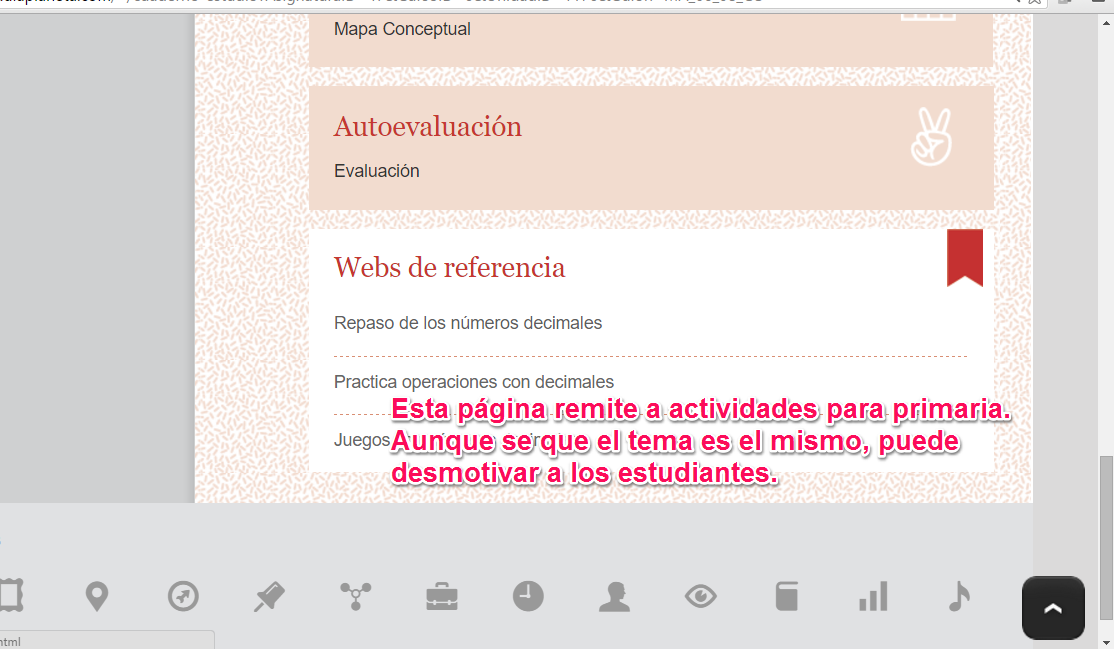 Mapa Conceptual
Autoevaluación
Evaluación
Webs de referencia
Repaso de los números decimales
Practica operaciones con decimales
Esta página remite a actividades para primaria.
Juegos
Aunque se que el tema es el mismo, puede
desmotivar a los estudiantes.
html